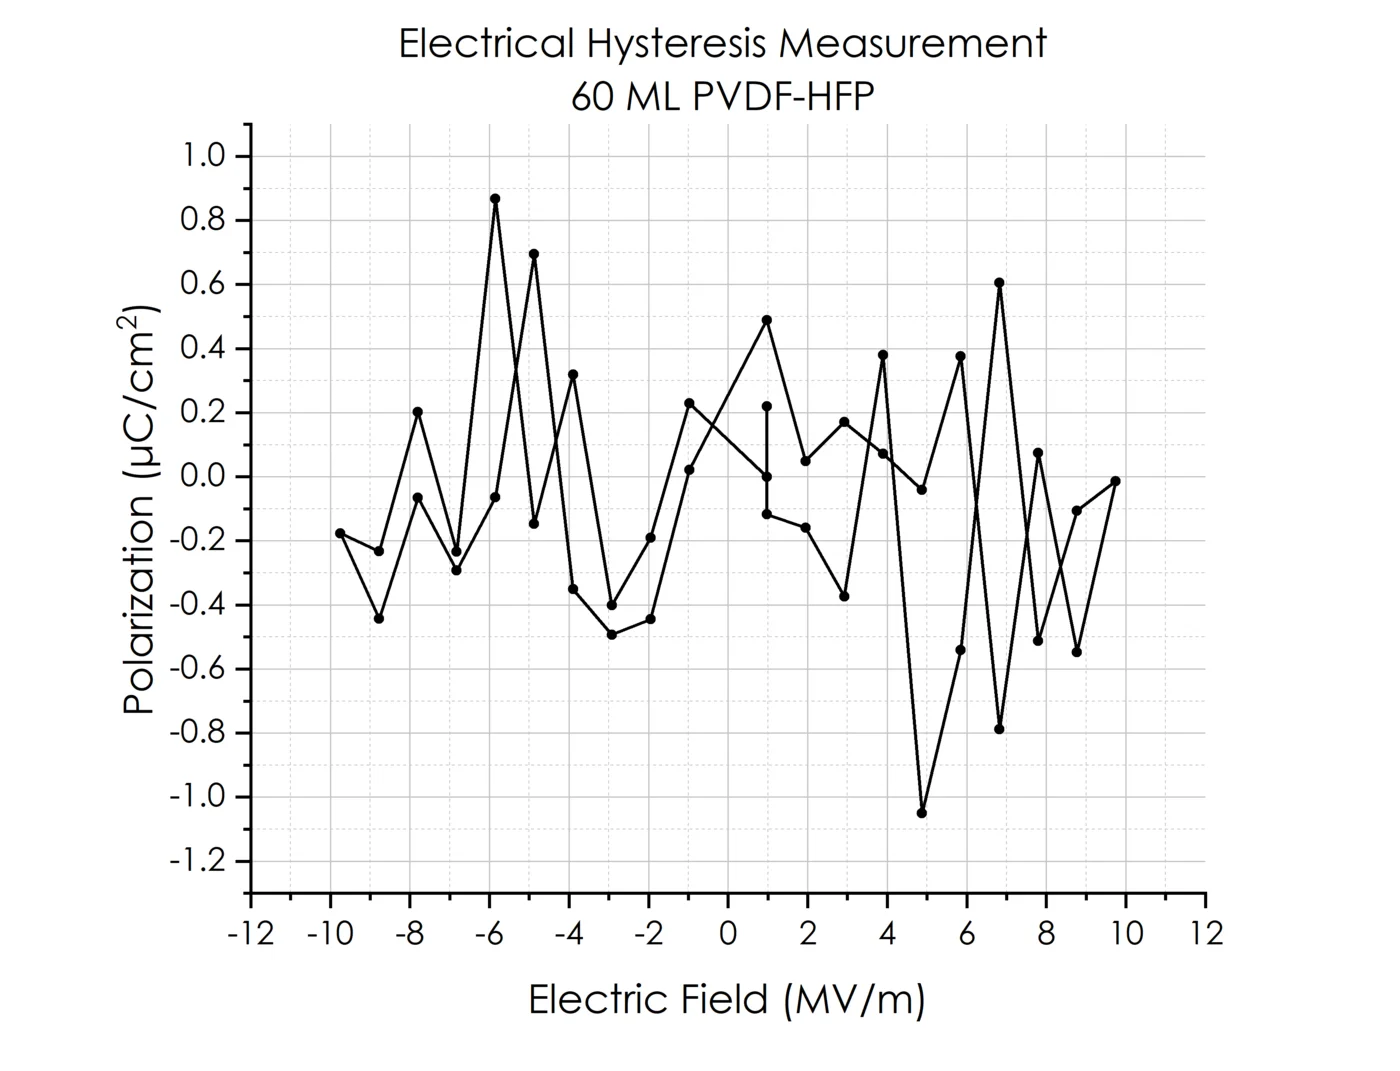 Electrical Hysteresis Measurement
60 ML PVDF-HFP
Polarization (µC/cm²)
1.0
0.8
0.6
0.4
0.2
0.0
-0.2
-0.4
-0.6
-0.8
-1.0
-1.2
-12 -10 -8 -6 -4 -2 0 2 4 6 8 10 12
Electric Field (MV/m)